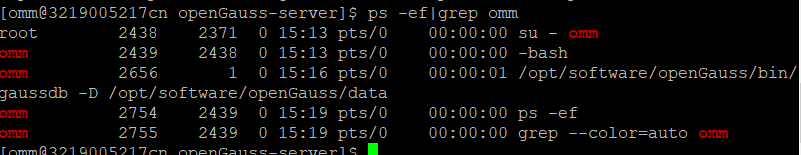 [omm@3219005217cn openGauss-server]$ ps -ef|grep omm
root      2438  2371  0 15:13 pts/0    00:00:00 su - omm
omm       2439  2438  0 15:13 pts/0    00:00:00 -bash
omm       2656     1  0 15:16 pts/0    00:00:01 /opt/software/openGauss/bin/
gaussdb -D /opt/software/openGauss/data
omm       2754  2439  0 15:19 pts/0    00:00:00 ps -ef
omm       2755  2439  0 15:19 pts/0    00:00:00 grep --color=auto omm
[omm@3219005217cn openGauss-server]$